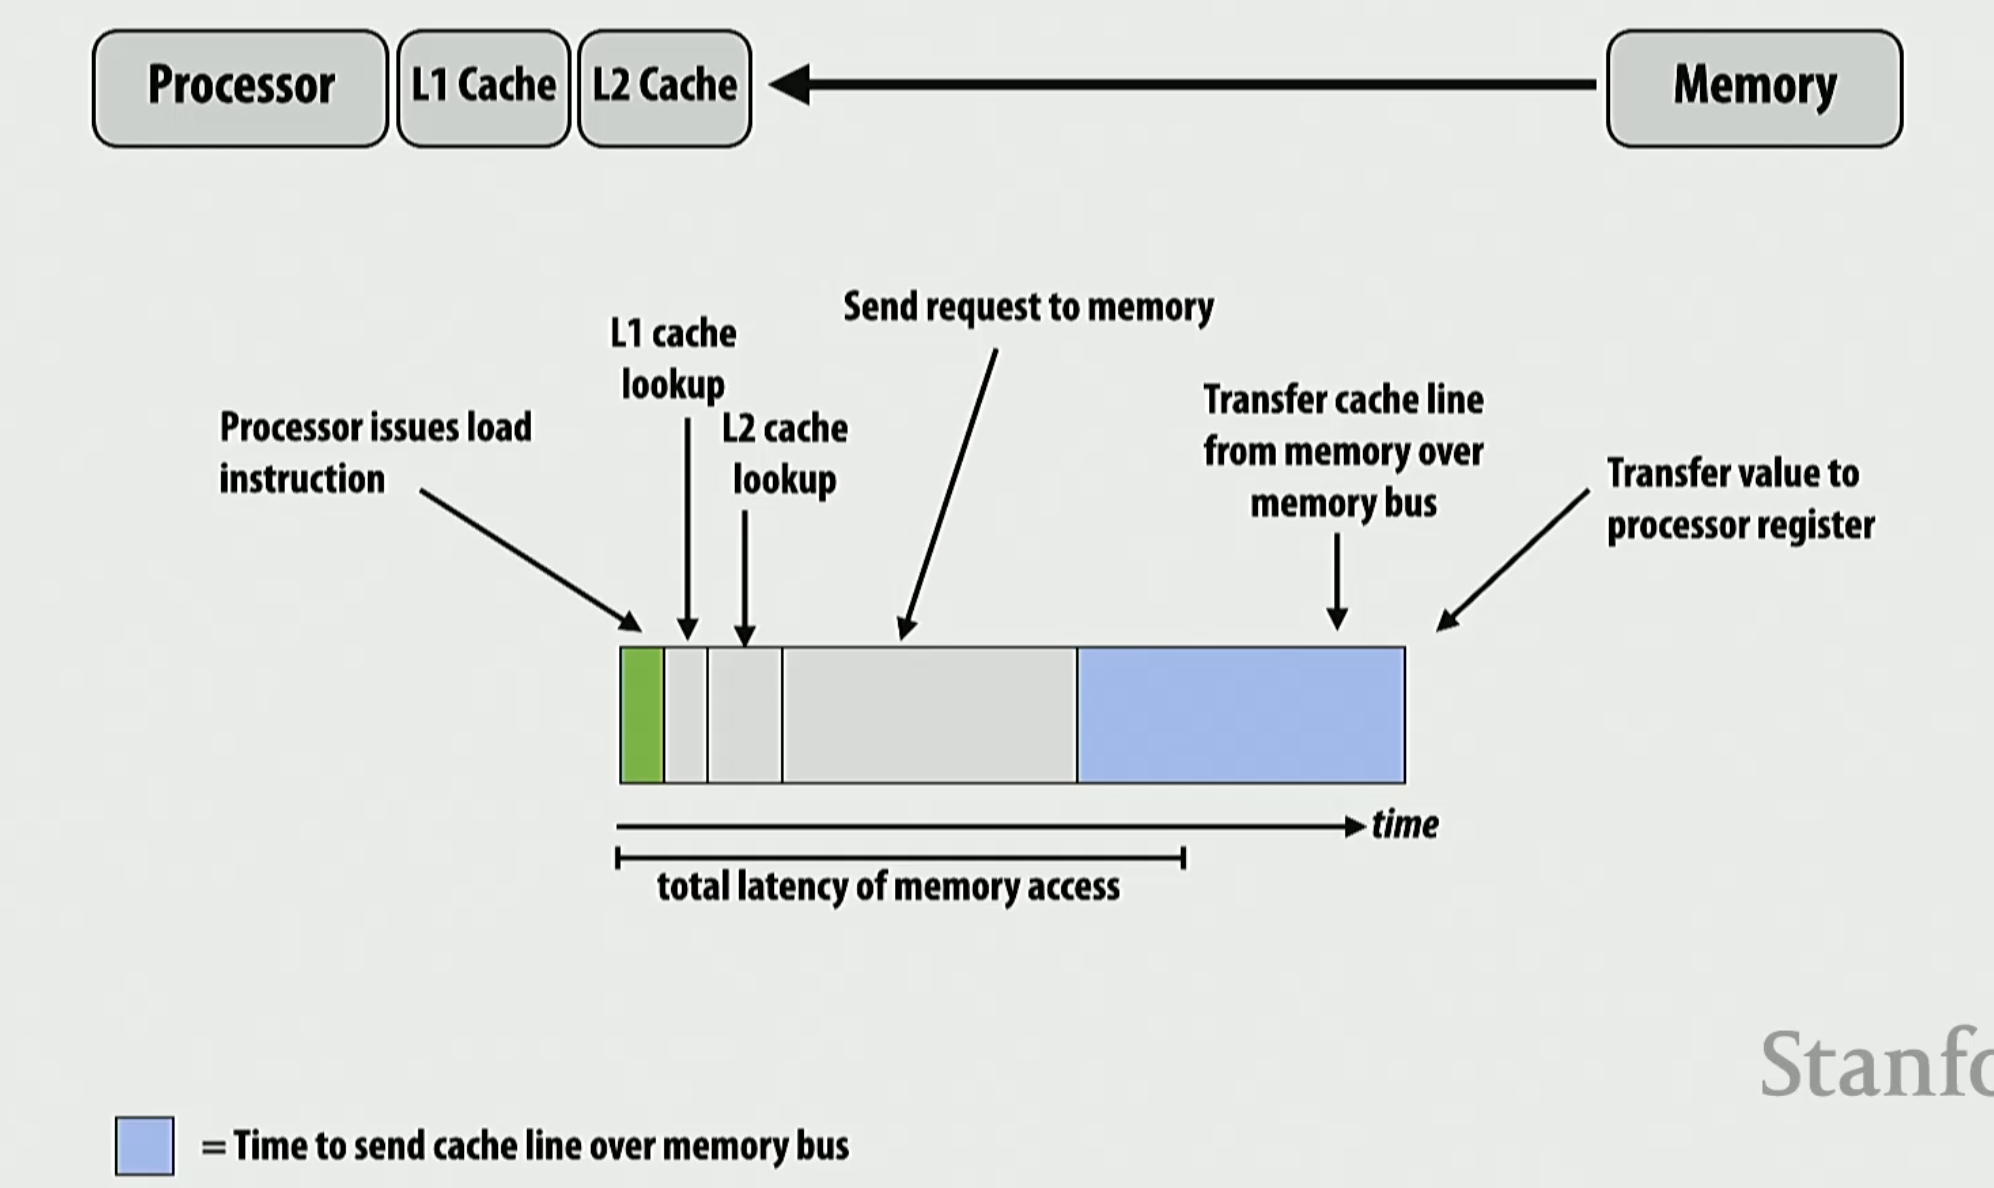 Processor
L1 Cache
L2 Cache
Memory
Send request to memory
L1 cache
lookup
Transfer cache line
from memory over
memory bus
Processor issues load
instruction
L2 cache
lookup
Transfer value to
processor register
time
total latency of memory access
Stanfo
= Time to send cache line over memory bus